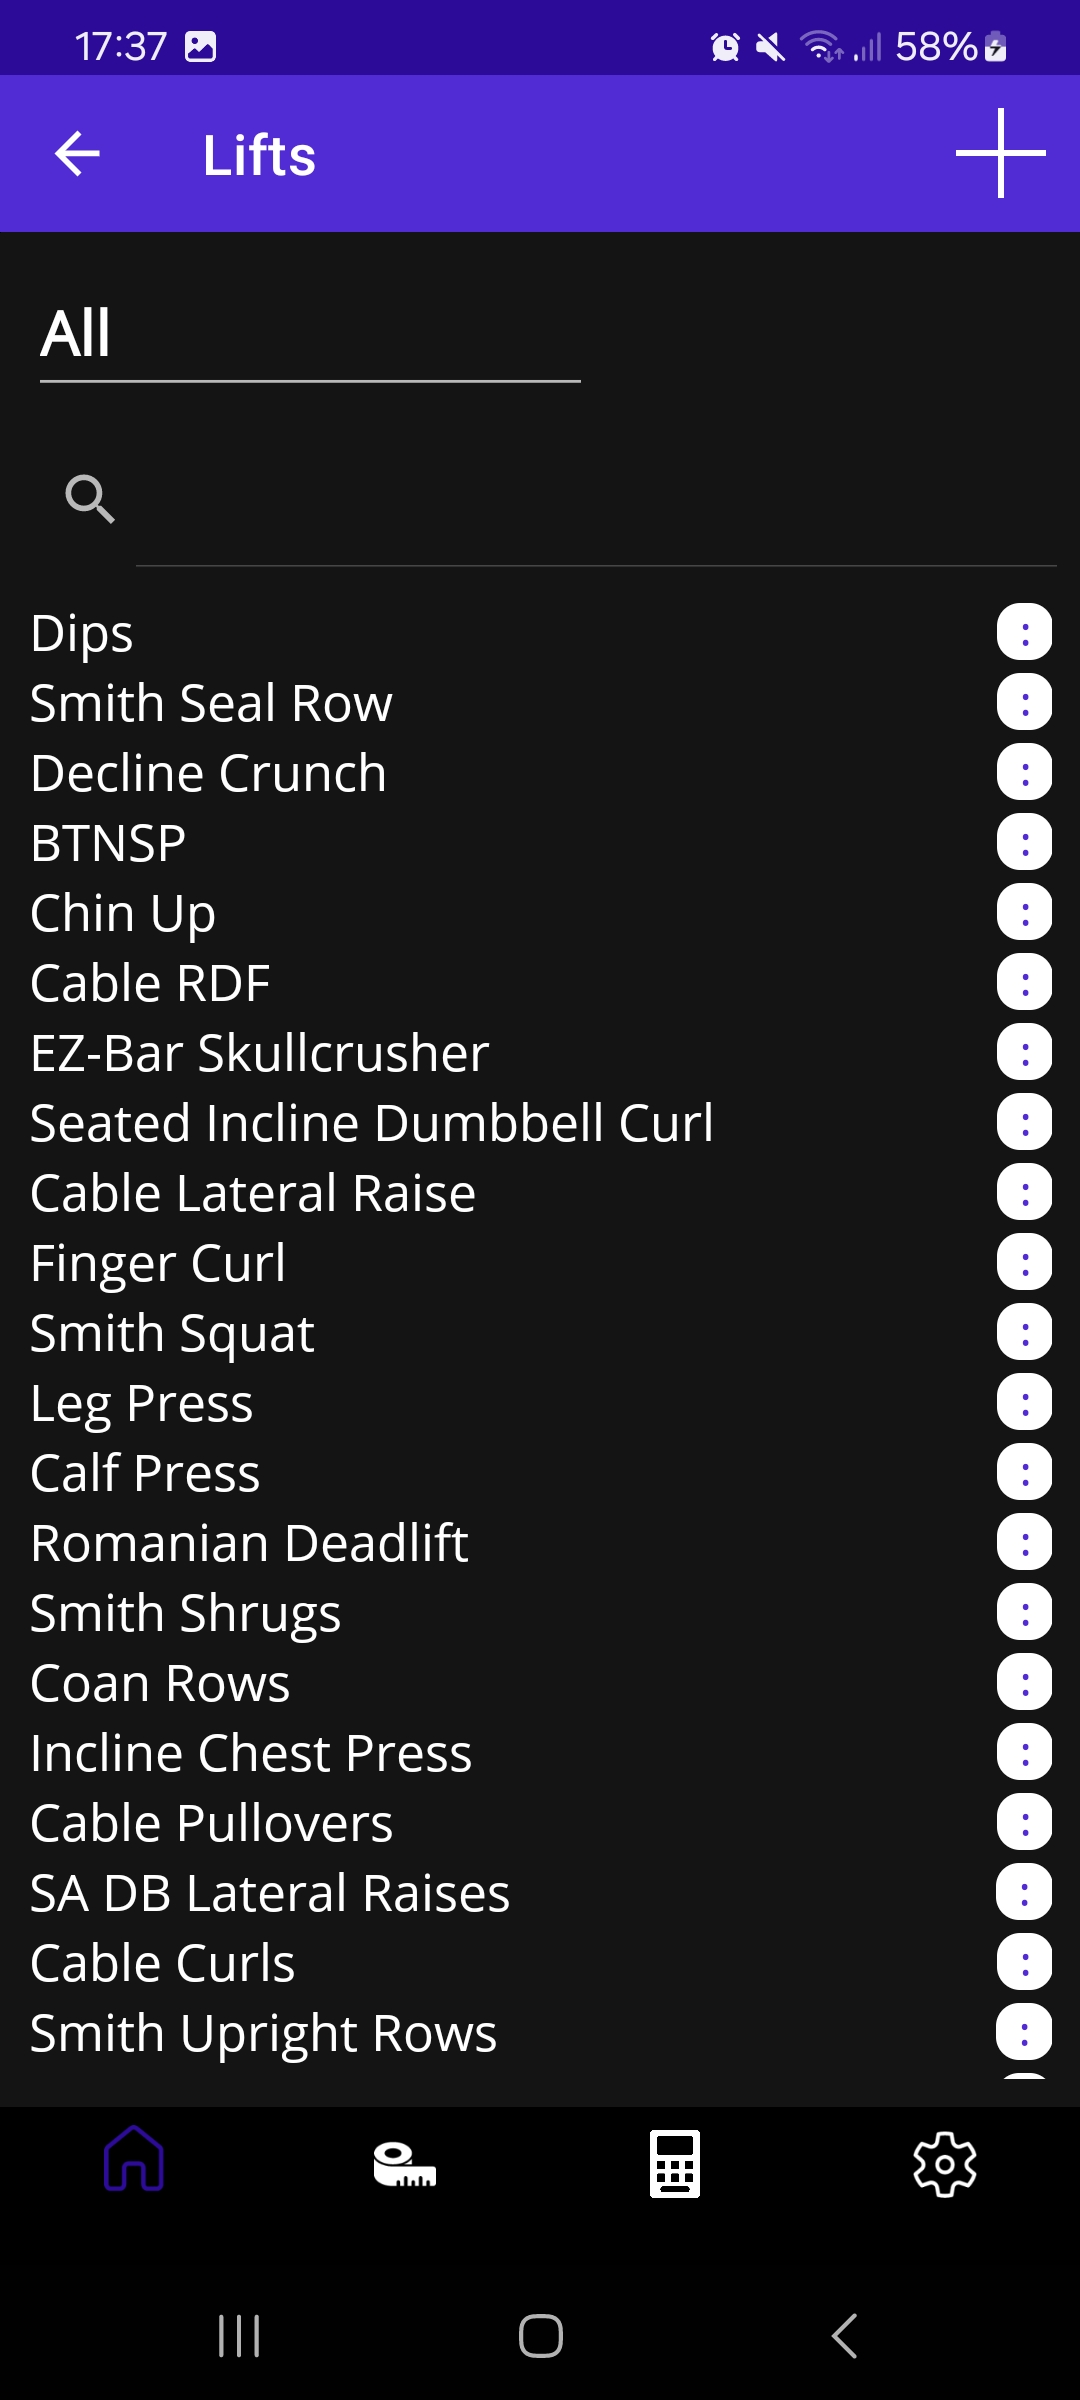 17:37 58%
Lifts
All
Dips :
Smith Seal Row :
Decline Crunch :
BTNSP :
Chin Up :
Cable RDF :
EZ-Bar Skullcrusher :
Seated Incline Dumbbell Curl :
Cable Lateral Raise :
Finger Curl :
Smith Squat :
Leg Press :
Calf Press :
Romanian Deadlift :
Smith Shrugs :
Coan Rows :
Incline Chest Press :
Cable Pullovers :
SA DB Lateral Raises :
Cable Curls :
Smith Upright Rows :